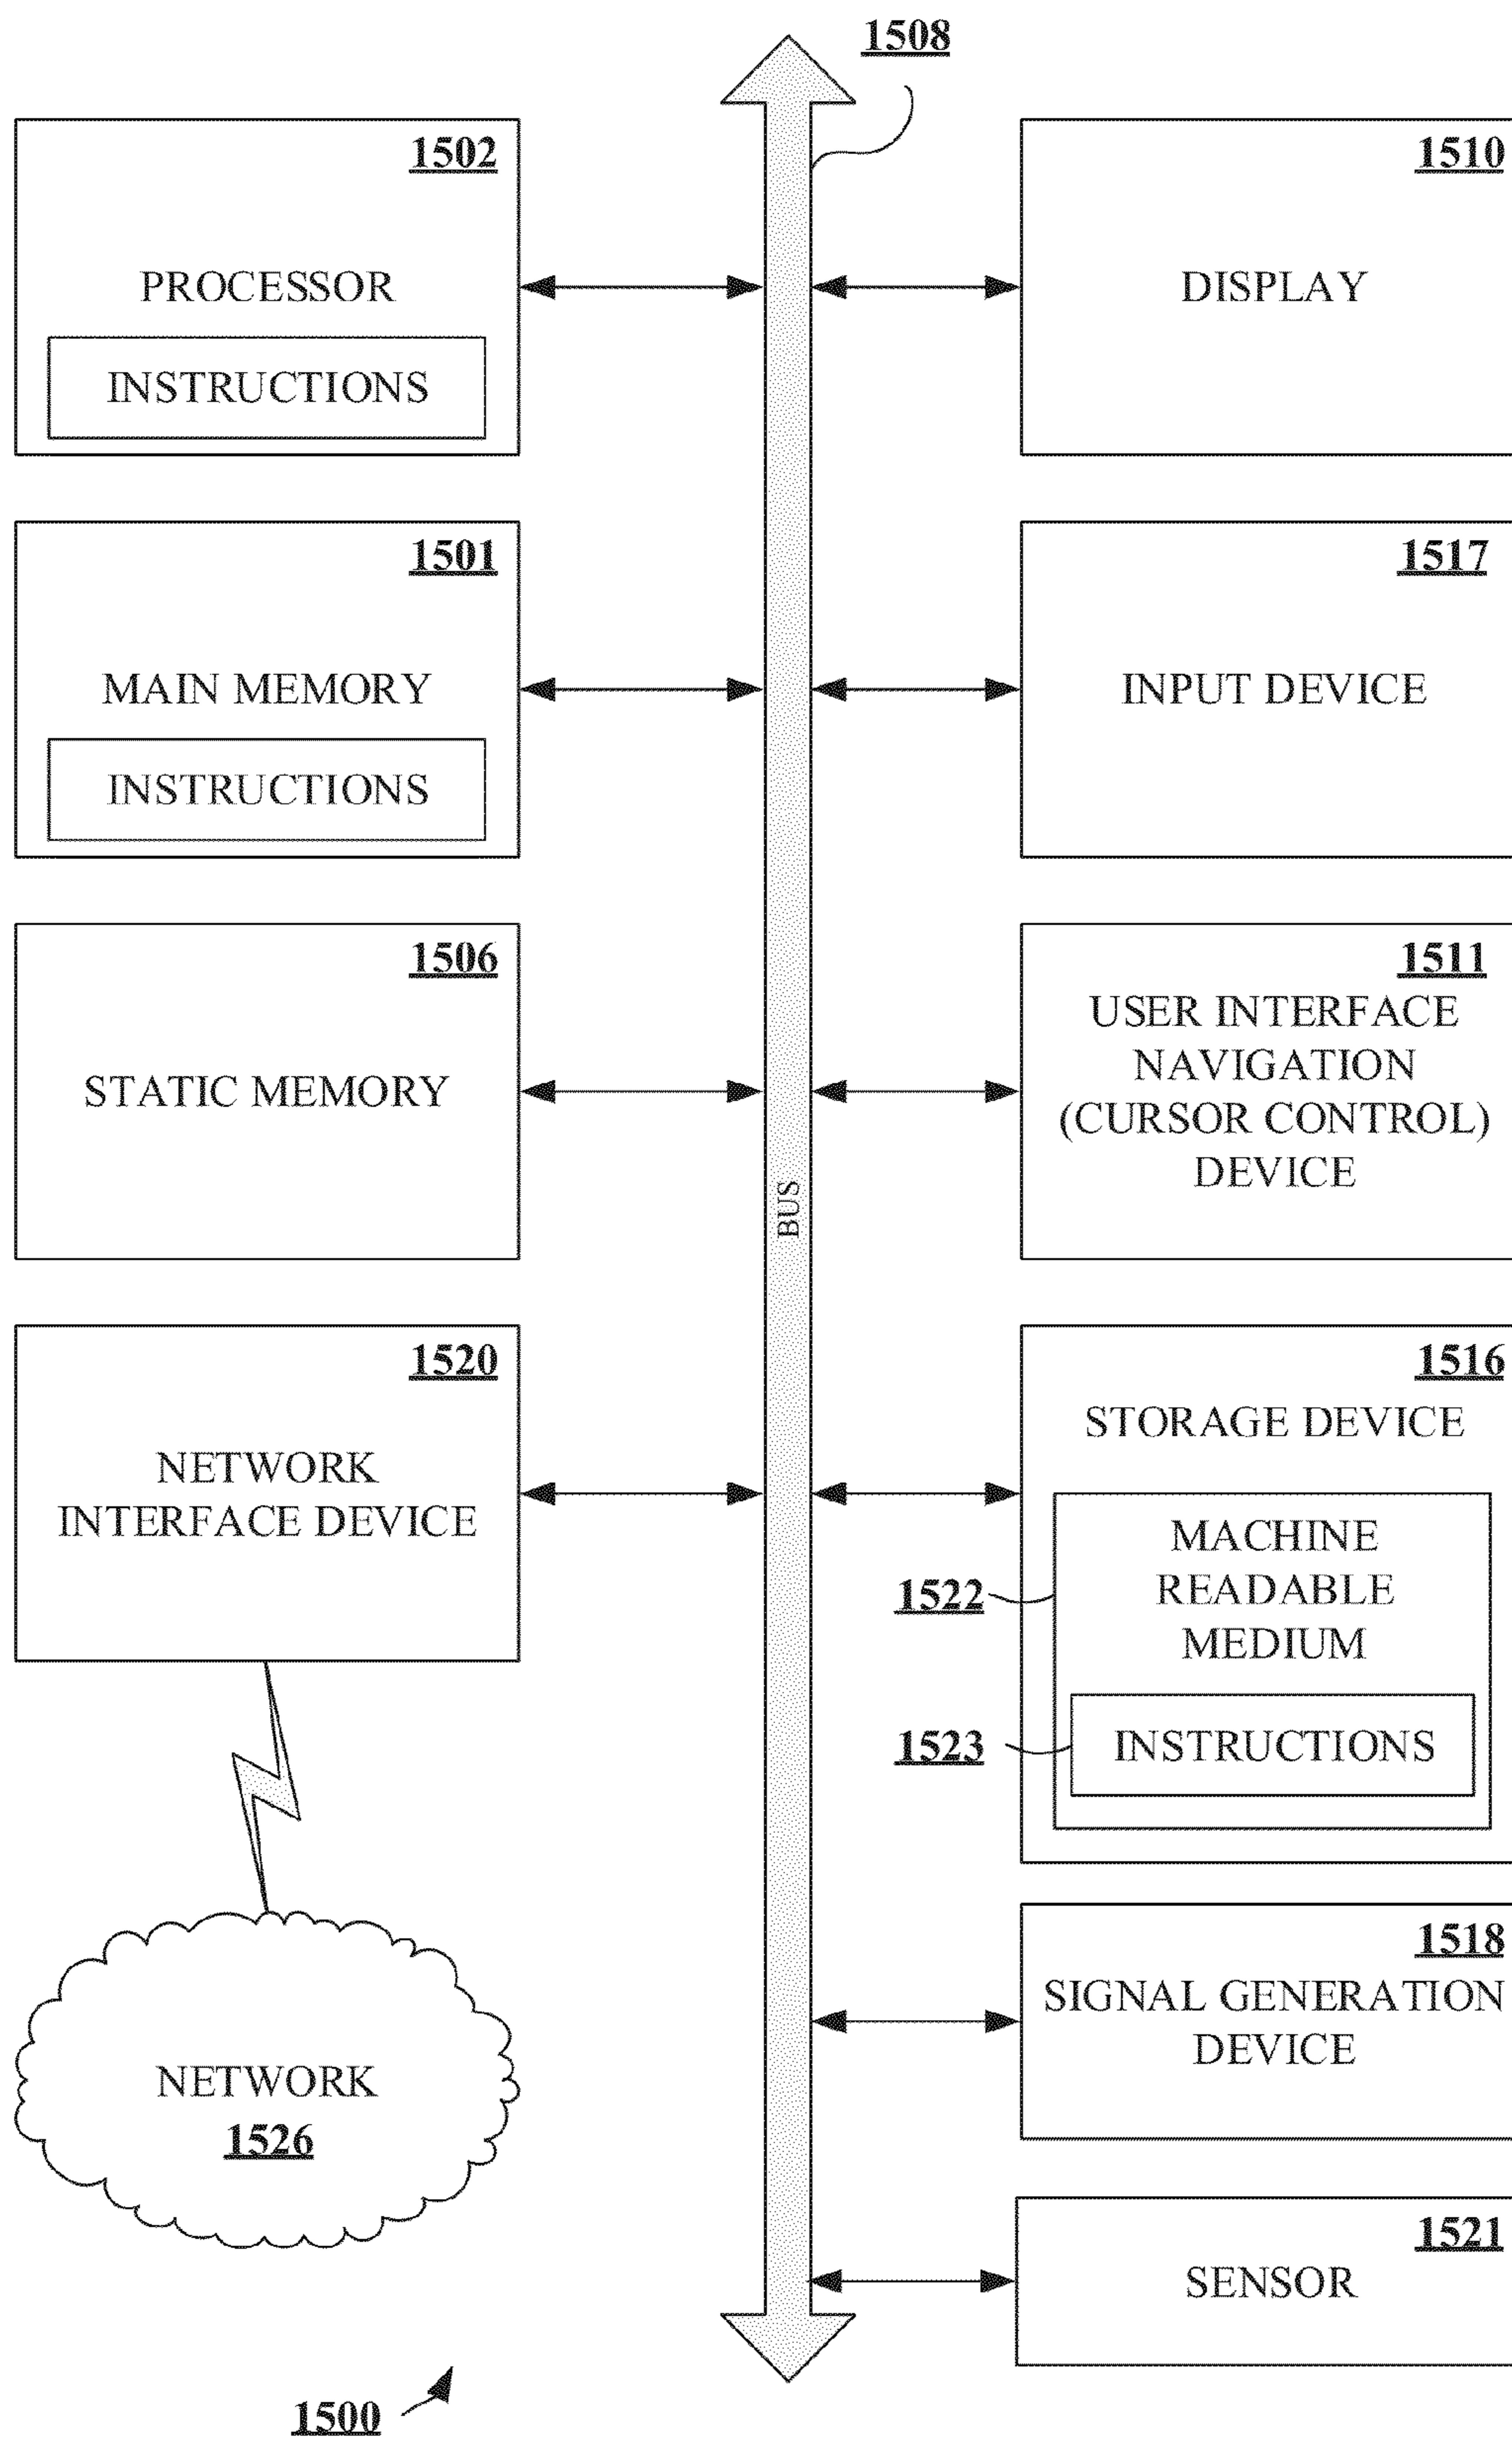 1508
1502
PROCESSOR
INSTRUCTIONS
1510
DISPLAY
1501
MAIN MEMORY
INSTRUCTIONS
1517
INPUT DEVICE
1506
STATIC MEMORY
1511
USER INTERFACE
NAVIGATION
(CURSOR CONTROL)
DEVICE
BUS
1520
NETWORK
INTERFACE DEVICE
1516
STORAGE DEVICE
MACHINE
READABLE
MEDIUM
1522
1523
INSTRUCTIONS
1518
SIGNAL GENERATION
DEVICE
NETWORK
1526
1521
SENSOR
1500